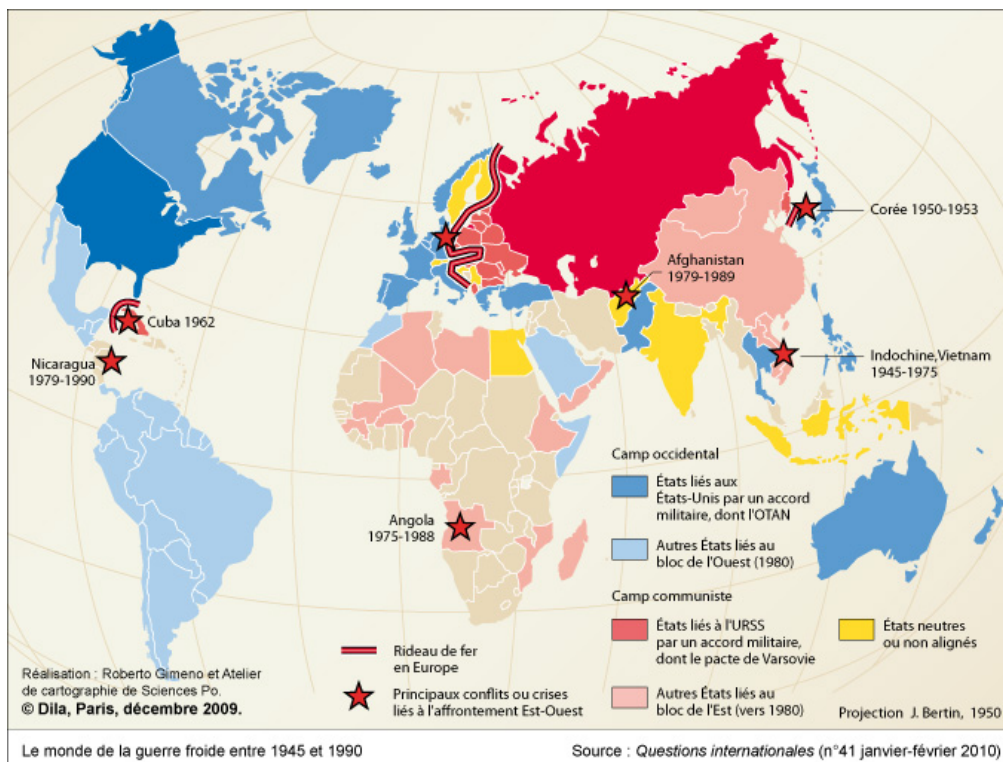 Corée 1950-1953
Afghanistan
1979-1989
Cuba 1962
Nicaragua
1979-1990
Indochine,Vietnam
1945-1975
Angola
1975-1988
Camp occidental
États liés aux
États-Unis par un accord
militaire, dont l'OTAN
Autres États liés au
bloc de l'Ouest (1980)
Camp communiste
États liés à l'URSS
par un accord militaire,
dont le pacte de Varsovie
États neutres
ou non alignés
Autres États liés au
bloc de l'Est (vers 1980)
Rideau de fer
en Europe
Principaux conflits ou crises
liés à l'affrontement Est-Ouest
Réalisation : Roberto Gimeno et Atelier
de cartographie de Sciences Po.
© Dila, Paris, décembre 2009.
Projection J. Bertin, 1950
Le monde de la guerre froide entre 1945 et 1990
Source : Questions internationales (n°41 janvier-février 2010)